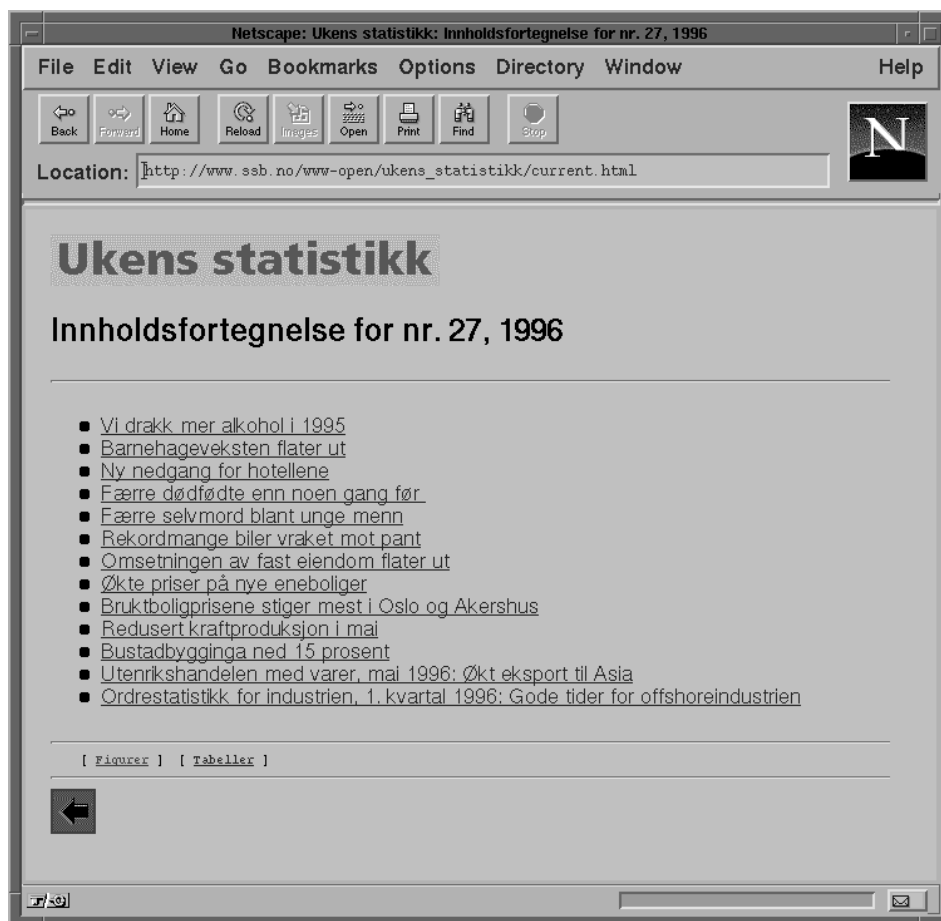 Netscape: Ukens statistikk: Innholdsfortegnelse for nr. 27, 1996
File Edit View Go Bookmarks Options Directory Window Help
Back Forward Home Reload Images Open Print Find Stop
N
Location: http://www.ssb.no/www-open/ukens_statistikk/current.html
Ukens statistikk
Innholdsfortegnelse for nr. 27, 1996
Vi drakk mer alkohol i 1995
Barnehageveksten flater ut
Ny nedgang for hotellene
Færre dødfødte enn noen gang før
Færre selvmord blant unge menn
Rekordmange biler vraket mot pant
Omsetningen av fast eiendom flater ut
Økte priser på nye eneboliger
Bruktboligprisene stiger mest i Oslo og Akershus
Redusert kraftproduksjon i mai
Bustadbygginga ned 15 prosent
Utenrikshandelen med varer, mai 1996: Økt eksport til Asia
Ordrestatistikk for industrien, 1. kvartal 1996: Gode tider for offshoreindustrien
[ Figurer ] [ Tabeller ]